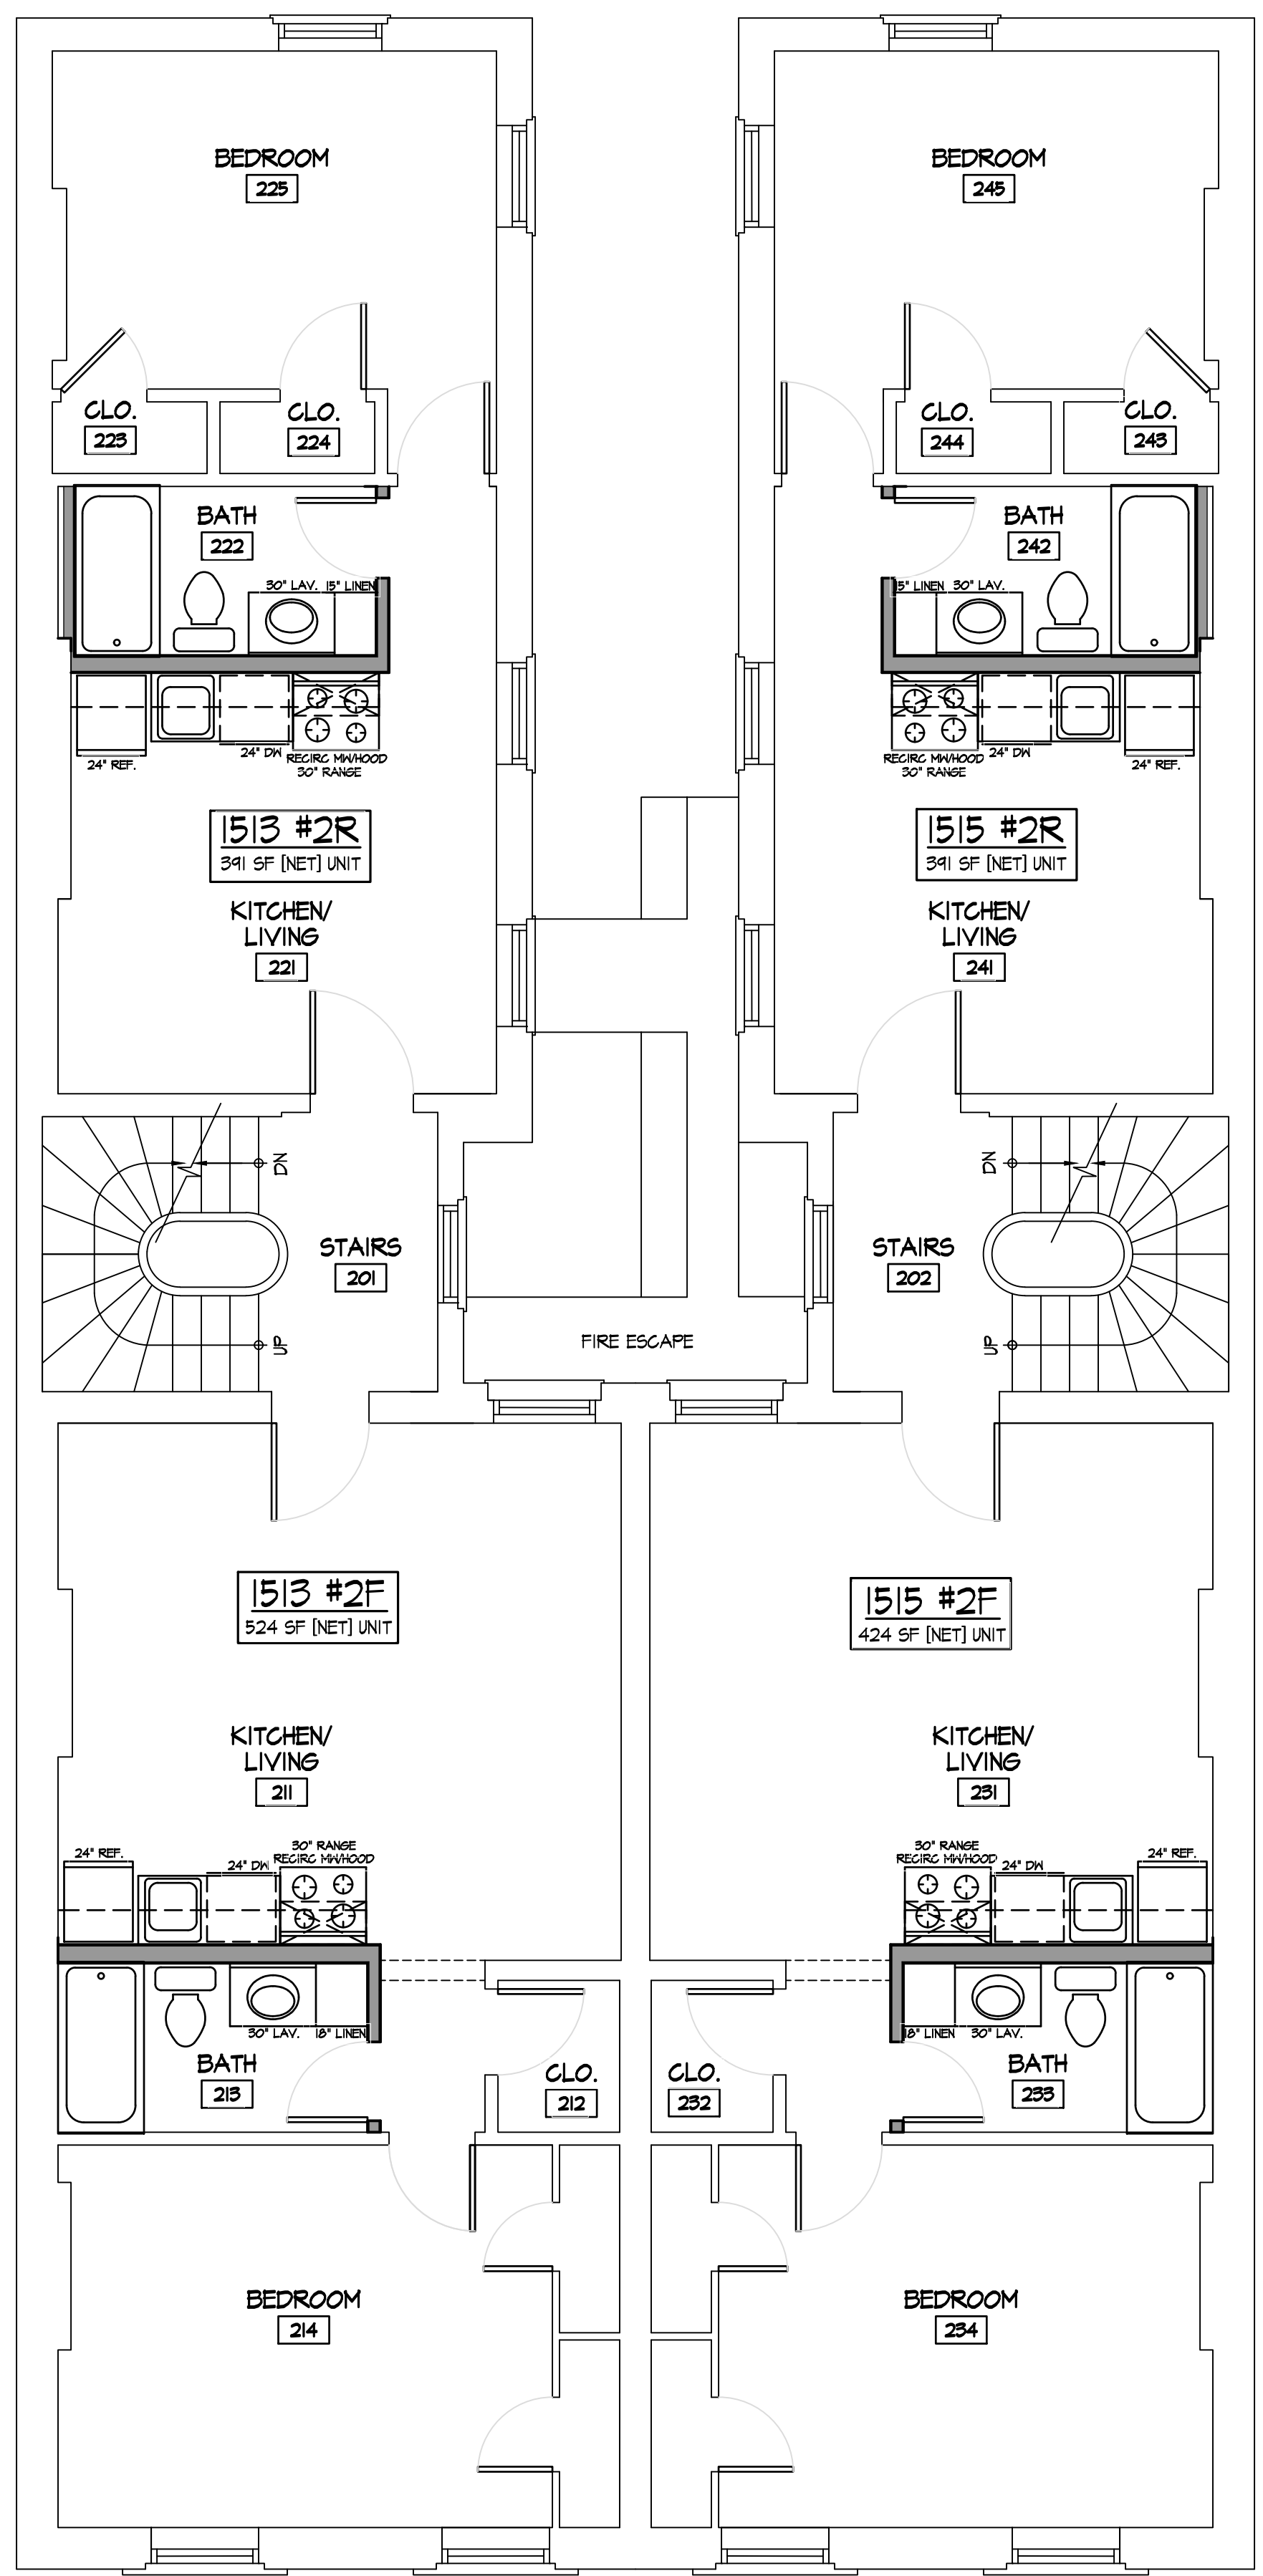 BEDROOM
225
BEDROOM
245
CLO.
223
CLO.
224
CLO.
244
CLO.
243
BATH
222
30" LAV.
15" LINEN
BATH
242
15" LINEN
30" LAV.
24" REF.
24" DW
RECIRC MW/HOOD
30" RANGE
RECIRC MW/HOOD
30" RANGE
24" DW
24" REF.
1513 #2R
391 SF [NET] UNIT
1515 #2R
391 SF [NET] UNIT
KITCHEN/
LIVING
221
KITCHEN/
LIVING
241
DN
DN
STAIRS
201
STAIRS
202
UP
UP
FIRE ESCAPE
1513 #2F
524 SF [NET] UNIT
1515 #2F
424 SF [NET] UNIT
KITCHEN/
LIVING
211
KITCHEN/
LIVING
231
24" REF.
24" DW
30" RANGE
RECIRC MW/HOOD
30" RANGE
RECIRC MW/HOOD
24" DW
24" REF.
30" LAV.
18" LINEN
18" LINEN
30" LAV.
BATH
213
CLO.
212
CLO.
232
BATH
233
BEDROOM
214
BEDROOM
234